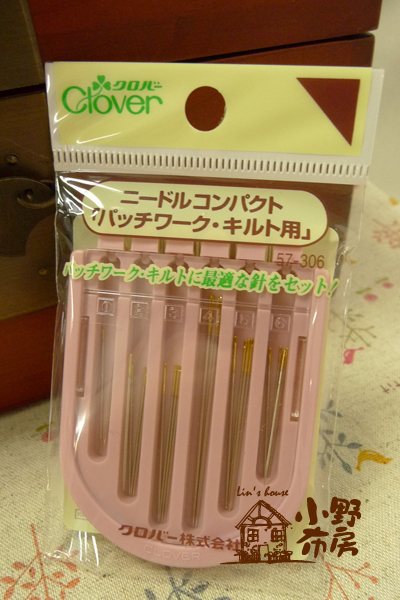 クロバー
Clover
ニードルコンパクト
「パッチワーク・キルト用」
57-306
パッチワーク・キルトに最適な針をセット！
1 2 3 4 5 6
クロバー株式会社
CLOVER
Lin's house
小野
布房